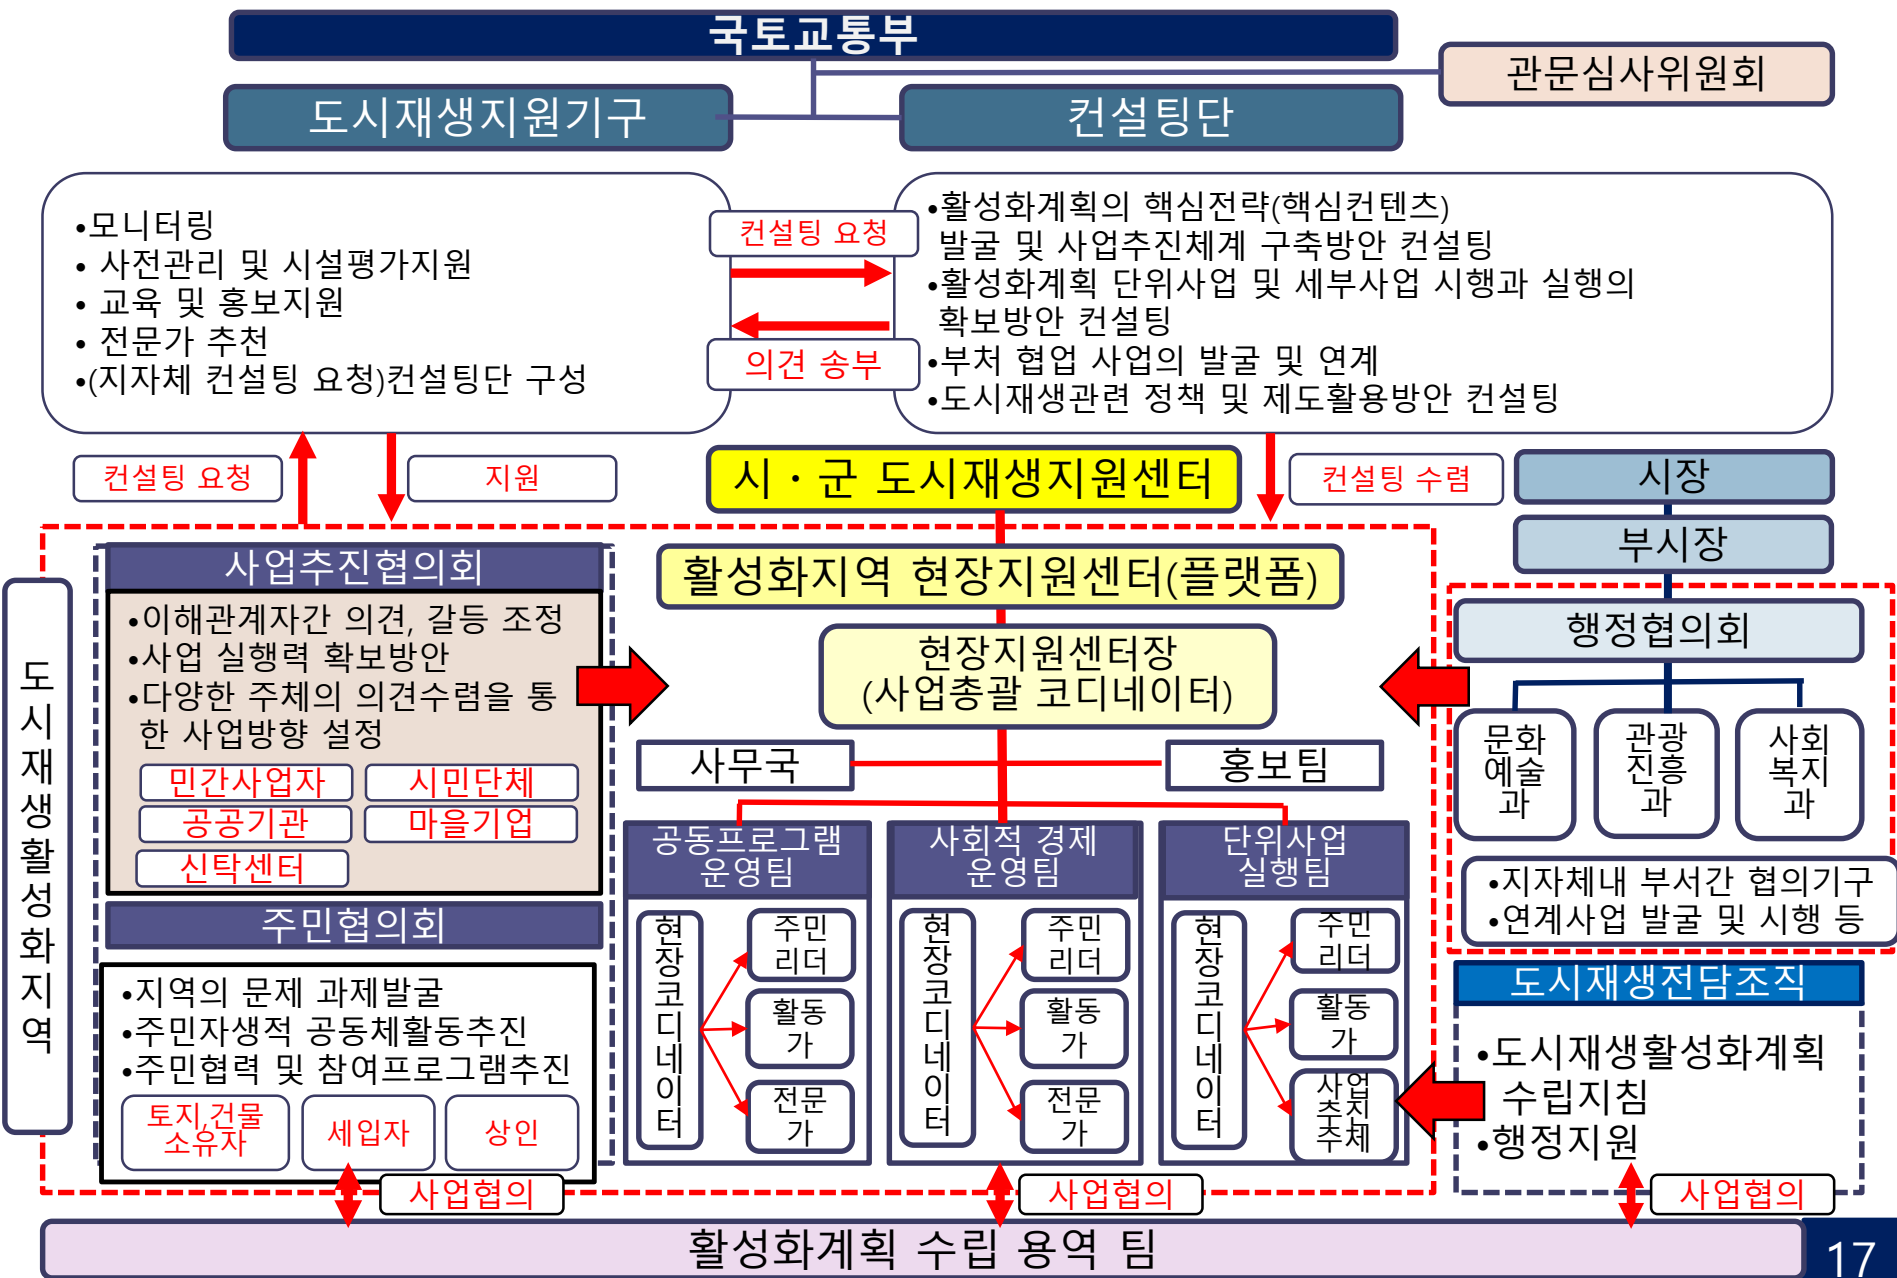 국토교통부
관문심사위원회
도시재생지원기구
컨설팅단
•모니터링
• 사전관리 및 시설평가지원
• 교육 및 홍보지원
• 전문가 추천
•(지자체 컨설팅 요청)컨설팅단 구성
컨설팅 요청
의견 송부
•활성화계획의 핵심전략(핵심컨텐츠)
발굴 및 사업추진체계 구축방안 컨설팅
•활성화계획 단위사업 및 세부사업 시행과 실행의
확보방안 컨설팅
•부처 협업 사업의 발굴 및 연계
•도시재생관련 정책 및 제도활용방안 컨설팅
컨설팅 요청
지원
시・군 도시재생지원센터
컨설팅 수렴
시장
부시장
행정협의회
문화
예술
과
관광
진흥
과
사회
복지
과
•지자체내 부서간 협의기구
•연계사업 발굴 및 시행 등
도시재생전담조직
•도시재생활성화계획
수립지침
•행정지원
사업협의
도시재생활성화지역
사업추진협의회
•이해관계자간 의견, 갈등 조정
•사업 실행력 확보방안
•다양한 주체의 의견수렴을 통
한 사업방향 설정
민간사업자
시민단체
공공기관
마을기업
신탁센터
주민협의회
•지역의 문제 과제발굴
•주민자생적 공동체활동추진
•주민협력 및 참여프로그램추진
토지,건물
소유자
세입자
상인
사업협의
활성화지역 현장지원센터(플랫폼)
현장지원센터장
(사업총괄 코디네이터)
사무국
홍보팀
공동프로그램
운영팀
현장코디네이터
주민
리더
활동
가
전문
가
사회적 경제
운영팀
현장코디네이터
주민
리더
활동
가
전문
가
단위사업
실행팀
현장코디네이터
주민
리더
활동
가
사업
추진
주체
사업협의
활성화계획 수립 용역 팀
17